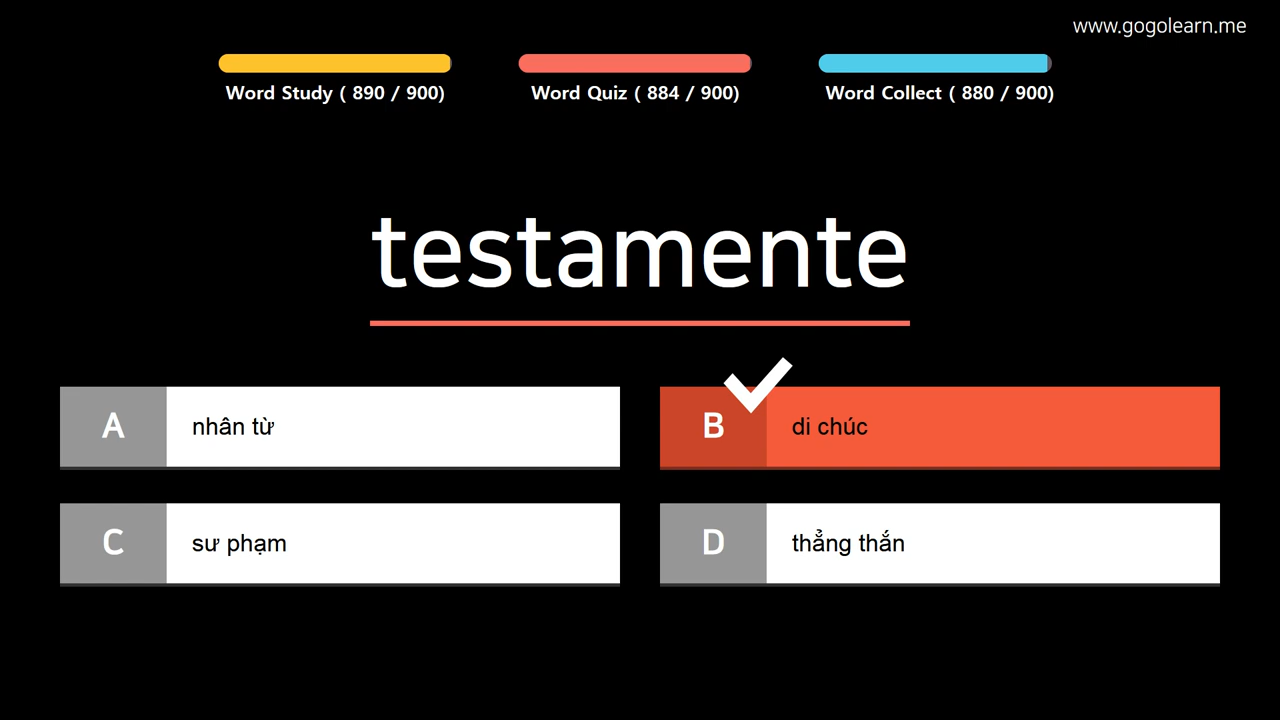 www.gogolearn.me
Word Study ( 890 / 900)
Word Quiz ( 884 / 900)
Word Collect ( 880 / 900)
testamente
A
nhân từ
B
di chúc
C
sư phạm
D
thẳng thắn